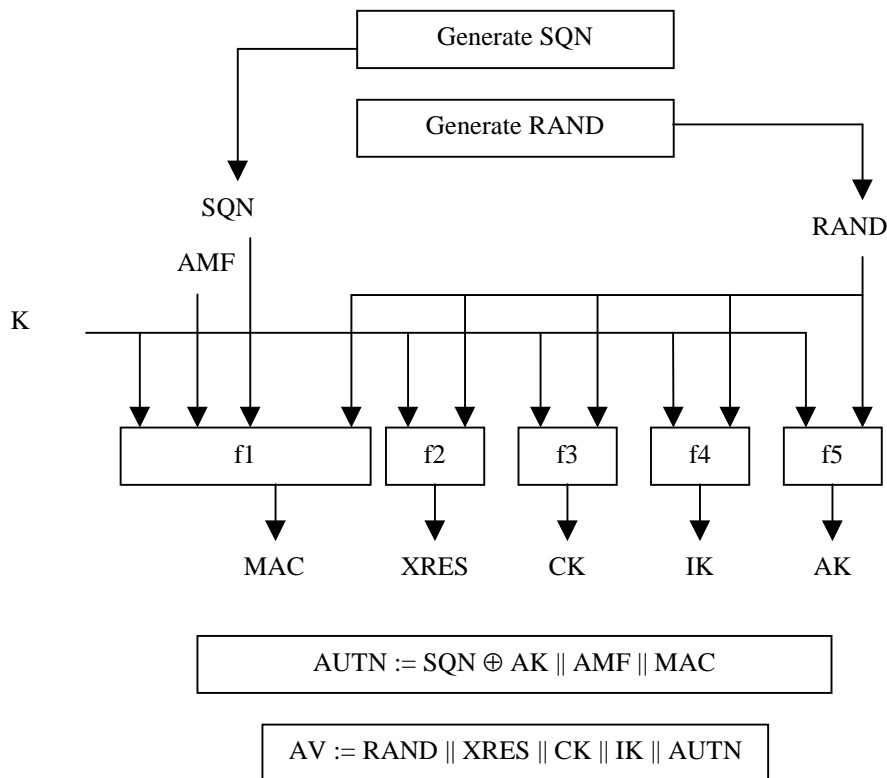 Generate SQN
Generate RAND
SQN
RAND
AMF
K
f1
f2
f3
f4
f5
MAC
XRES
CK
IK
AK
AUTN := SQN ⊕ AK || AMF || MAC
AV := RAND || XRES || CK || IK || AUTN